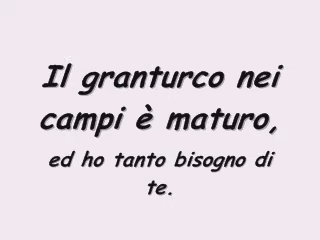 Il granturco nei
campi è maturo,
ed ho tanto bisogno di
te.